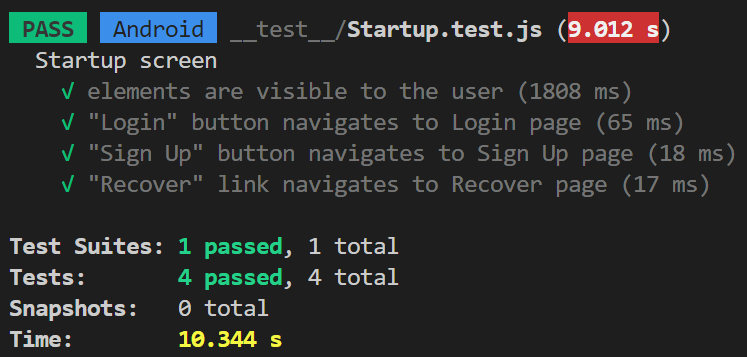 PASS Android __test__/Startup.test.js (9.012 s)
Startup screen
√ elements are visible to the user (1808 ms)
√ "Login" button navigates to Login page (65 ms)
√ "Sign Up" button navigates to Sign Up page (18 ms)
√ "Recover" link navigates to Recover page (17 ms)
Test Suites: 1 passed, 1 total
Tests: 4 passed, 4 total
Snapshots: 0 total
Time: 10.344 s